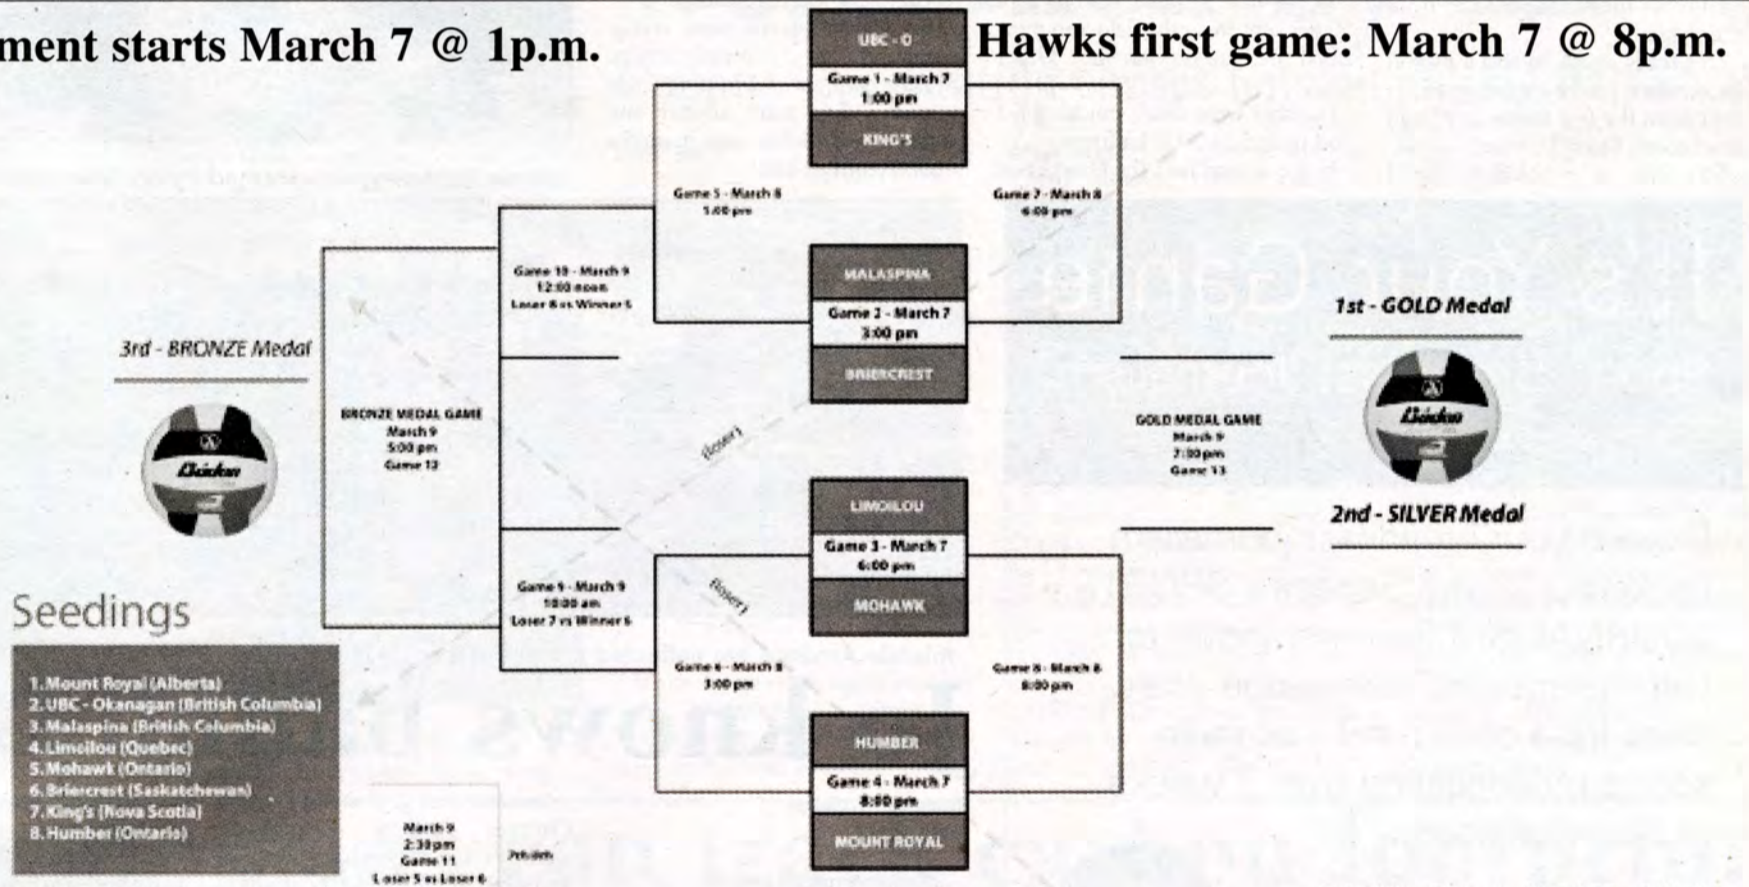 ment starts March 7 @ 1p.m.
Hawks first game: March 7 @ 8p.m.
UBC - O
Game 1 - March 7
1:00 pm
KING'S
Game 5 - March 8
1:00 pm
Game 7 - March 8
6:00 pm
MALASPINA
Game 2 - March 7
3:00 pm
BRIERCREST
Game 10 - March 9
12:00 noon
Loser 8 vs Winner 5
3rd - BRONZE Medal
BRONZE MEDAL GAME
March 9
5:00 pm
Game 12
Baden
1st - GOLD Medal
Baden
2nd - SILVER Medal
GOLD MEDAL GAME
March 9
7:30 pm
Game 13
(loser)
LIMOILOU
Game 3 - March 7
6:00 pm
MOHAWK
(loser)
Game 9 - March 9
10:00 am
Loser 7 vs Winner 6
Game 6 - March 8
3:00 pm
Game 8 - March 8
8:00 pm
HUMBER
Game 4 - March 7
8:00 pm
MOUNT ROYAL
Seedings
1. Mount Royal (Alberta)
2. UBC - Okanagan (British Columbia)
3. Malaspina (British Columbia)
4. Limoilou (Quebec)
5. Mohawk (Ontario)
6. Briercrest (Saskatchewan)
7. King's (Nova Scotia)
8. Humber (Ontario)
March 9
2:30 pm
Game 11
Loser 5 vs Loser 6
7th/8th